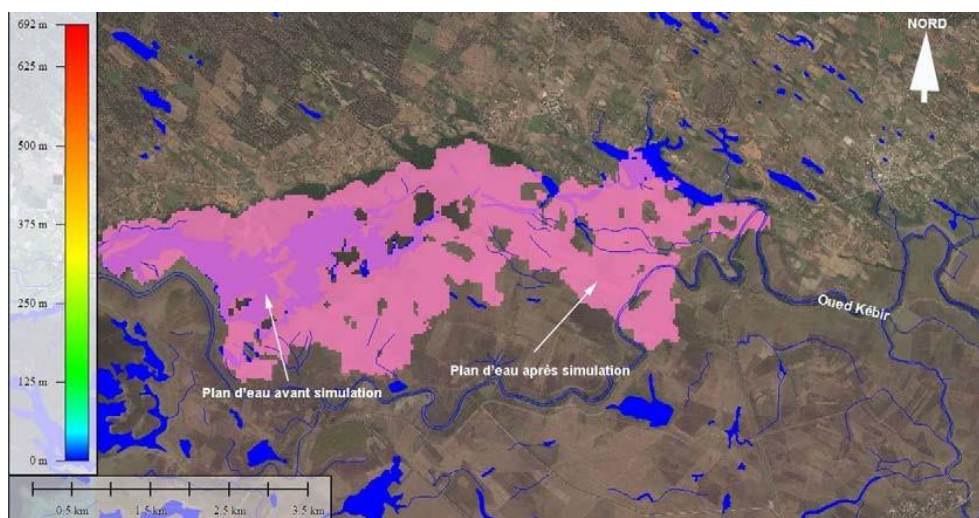 692 m
625 m
500 m
375 m
250 m
125 m
0 m
NORD
Oued Kébir
Plan d'eau aprés simulation
Plan d'eau avant simulation
0.5 km
1.5 km
2.5 km
3.5 km